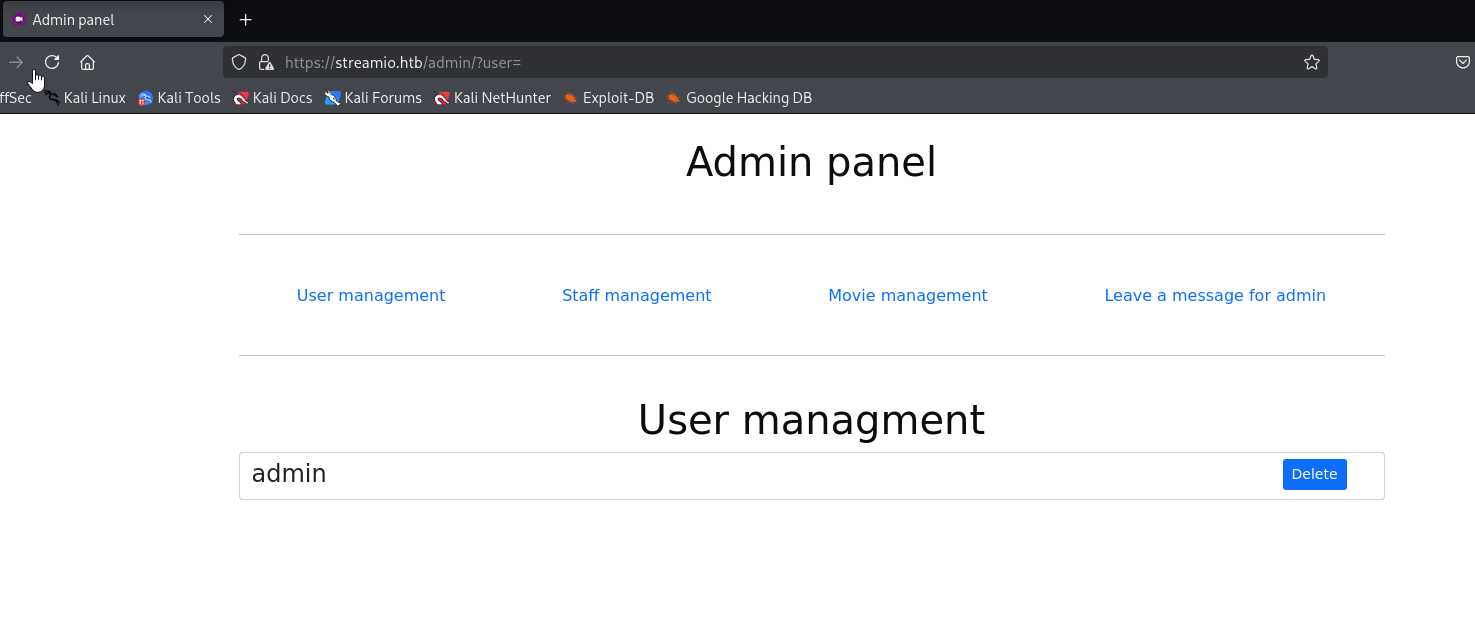 Admin panel
https://streamio.htb/admin/?user=
ffSec Kali Linux Kali Tools Kali Docs Kali Forums Kali NetHunter Exploit-DB Google Hacking DB
Admin panel
User management Staff management Movie management Leave a message for admin
User managment
admin Delete